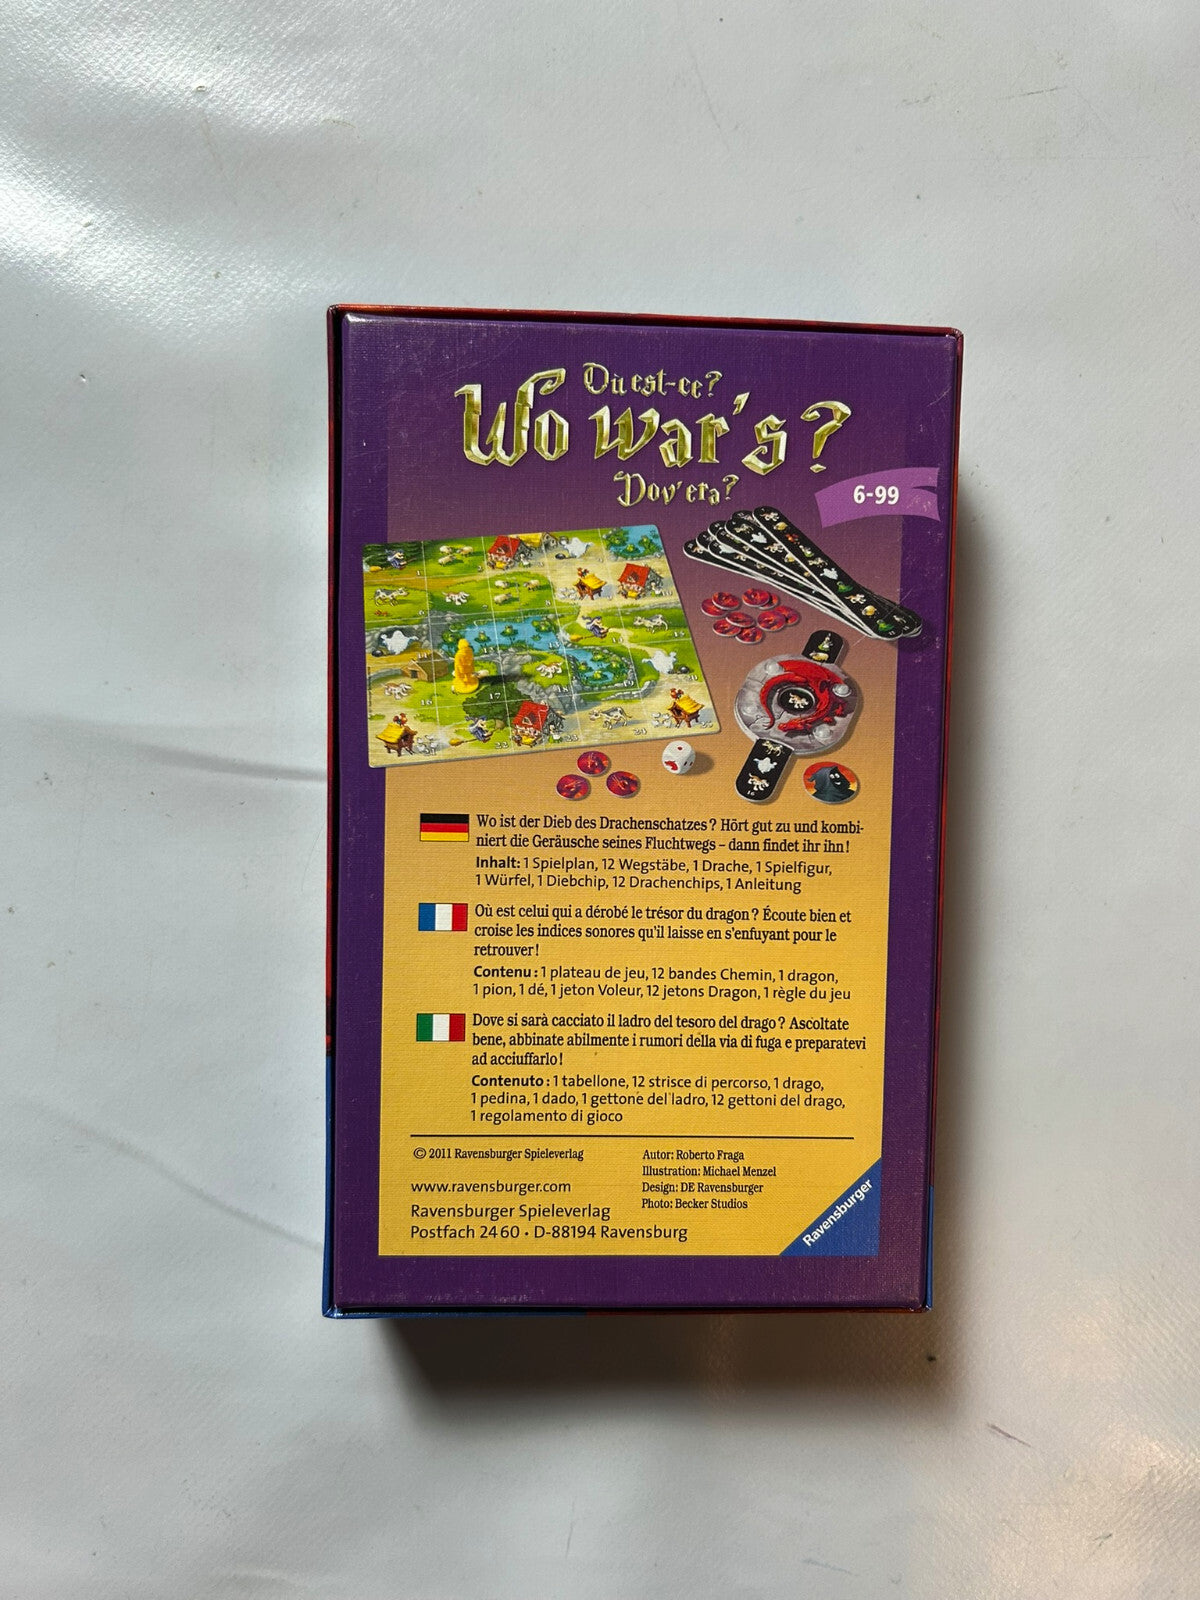 Où est-ce?
Wo war's?
Dov'era?
6-99
Wo ist der Dieb des Drachenschatzes? Hört gut zu und kombi-
niert die Geräusche seines Fluchtwegs – dann findet ihr ihn!
Inhalt: 1 Spielplan, 12 Wegstäbe, 1 Drache, 1 Spielfigur,
1 Würfel, 1 Diebchip, 12 Drachenchips, 1 Anleitung
Où est celui qui a dérobé le trésor du dragon? Écoute bien et
croise les indices sonores qu'il laisse en s'enfuyant pour le
retrouver!
Contenu: 1 plateau de jeu, 12 bandes Chemin, 1 dragon,
1 pion, 1 dé, 1 jeton Voleur, 12 jetons Dragon, 1 règle du jeu
Dove si sarà cacciato il ladro del tesoro del drago? Ascoltate
bene, abbinate abilmente i rumori della via di fuga e preparatevi
ad acciuffarlo!
Contenuto: 1 tabellone, 12 strisce di percorso, 1 drago,
1 pedina, 1 dado, 1 gettone del ladro, 12 gettoni del drago,
1 regolamento di gioco
© 2011 Ravensburger Spieleverlag
www.ravensburger.com
Ravensburger Spieleverlag
Postfach 24 60 • D-88194 Ravensburg
Autor: Roberto Fraga
Illustration: Michael Menzel
Design: DE Ravensburger
Photo: Becker Studios
Ravensburger